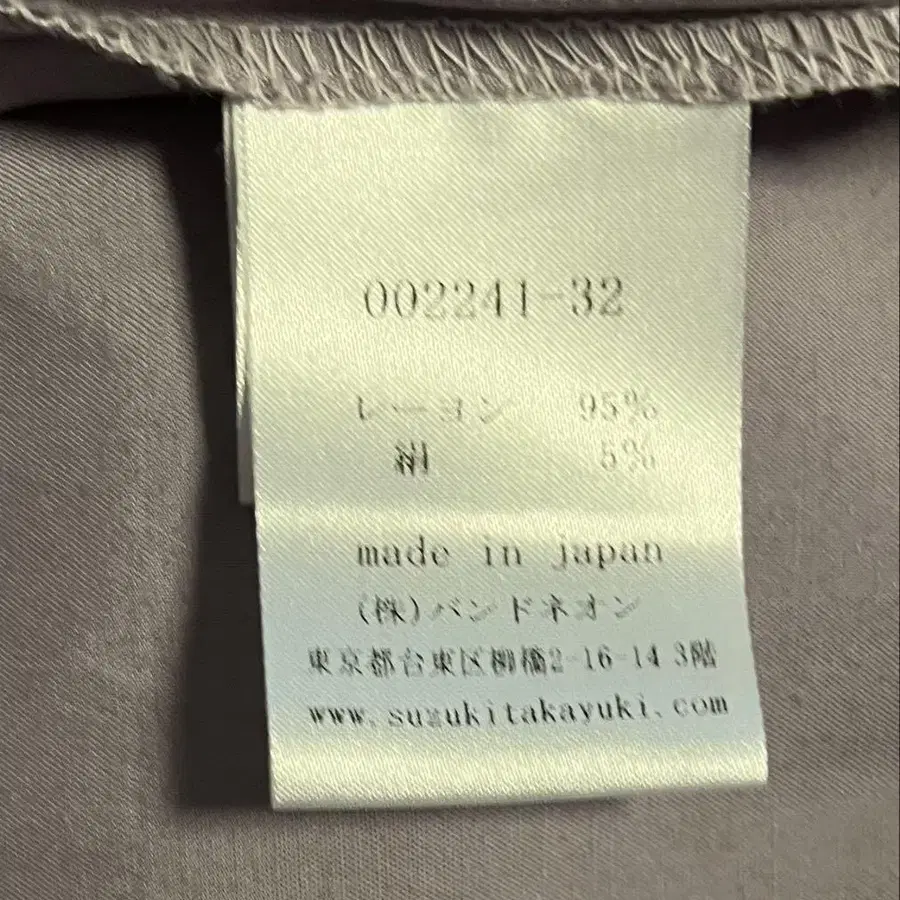 002241-32
レーヨン 95%
絹 5%
made in japan
(株)バンドネオン
東京都台東区柳橋2-16-14 3階
www.suzukitakayuki.com